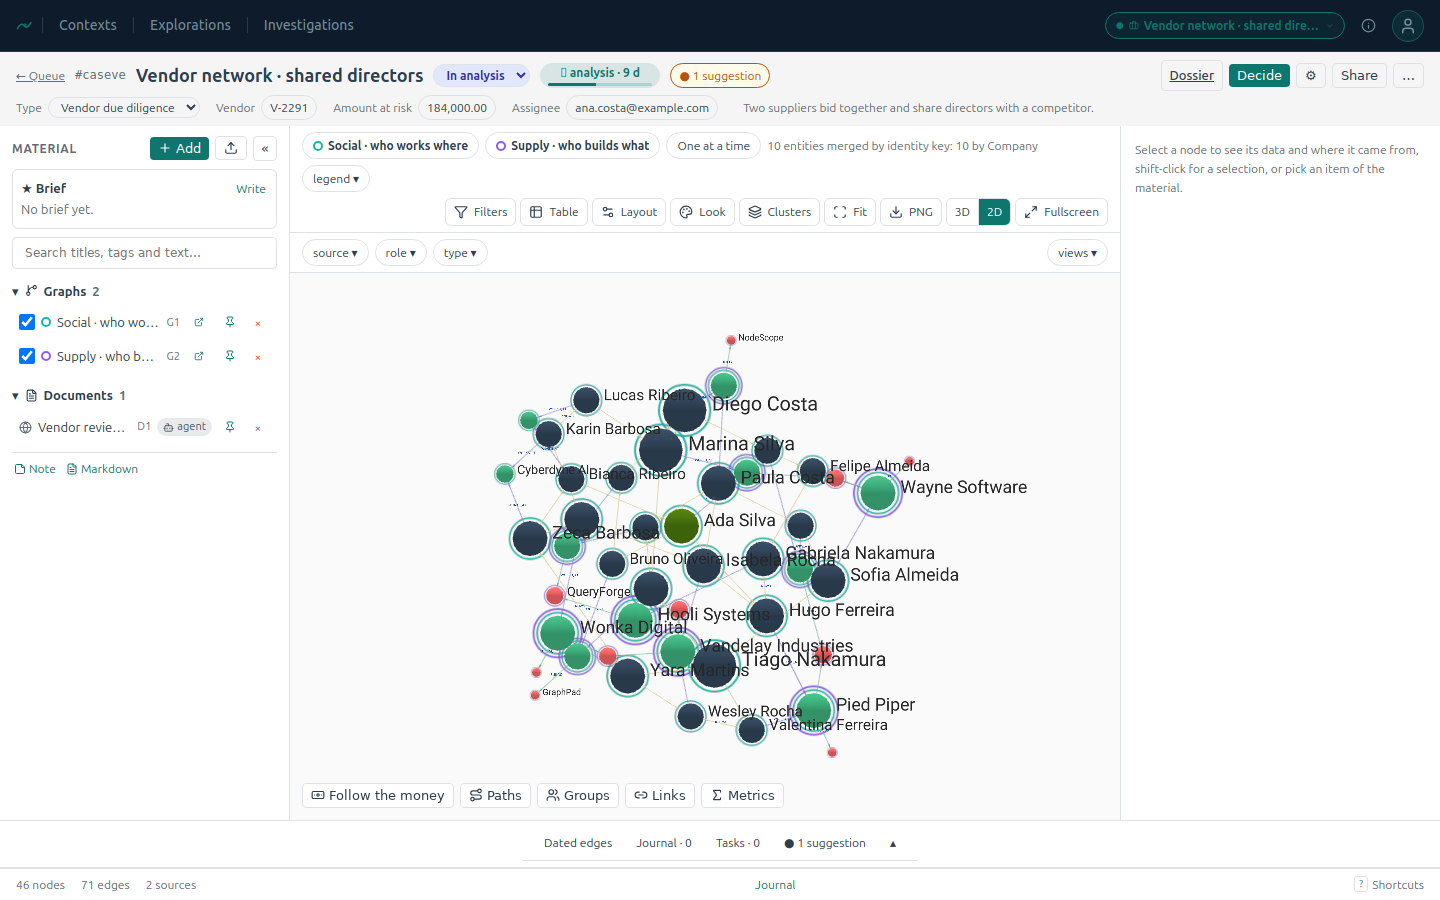 Contexts
Explorations
Investigations
Vendor network · shared dire...
← Queue
#caseve
Vendor network · shared directors
In analysis
analysis · 9 d
1 suggestion
Dossier
Decide
Share
...
Type
Vendor due diligence
Vendor
V-2291
Amount at risk
184,000.00
Assignee
ana.costa@example.com
Two suppliers bid together and share directors with a competitor.
MATERIAL
+ Add
«
★ Brief
Write
No brief yet.
Search titles, tags and text...
Graphs 2
Social · who wo... G1
Supply · who b... G2
Documents 1
Vendor revie... D1 agent
Note
Markdown
Social · who works where
Supply · who builds what
One at a time
10 entities merged by identity key: 10 by Company
legend ▾
Filters
Table
Layout
Look
Clusters
Fit
PNG
3D
2D
Fullscreen
source ▾
role ▾
type ▾
views ▾
NodeScope
Lucas Ribeiro
Diego Costa
Karin Barbosa
Marina Silva
Cyberdyne AI
Bianca Ribeiro
Paula Costa
Felipe Almeida
Wayne Software
Zeca Barbosa
Ada Silva
Bruno Oliveira
Isabela Rocha
Gabriela Nakamura
Sofia Almeida
QueryForge
Hooli Systems
Hugo Ferreira
Wonka Digital
Vandelay Industries
Tiago Nakamura
Yara Martins
GraphPad
Wesley Rocha
Pied Piper
Valentina Ferreira
Follow the money
Paths
Groups
Links
Metrics
Select a node to see its data and where it came from,
shift-click for a selection, or pick an item of the
material.
Dated edges
Journal · 0
Tasks · 0
1 suggestion
46 nodes
71 edges
2 sources
Journal
? Shortcuts